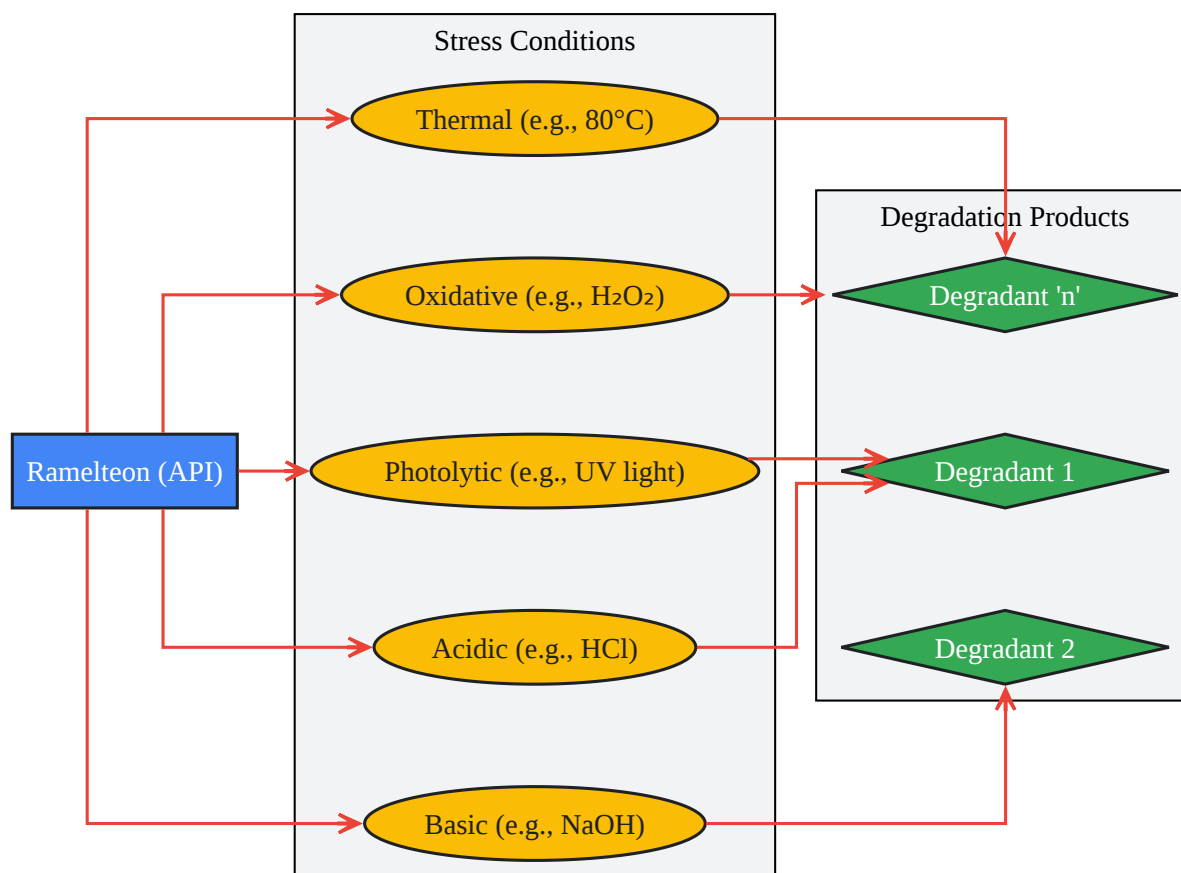 Stress Conditions
Thermal (e.g., 80°C)
Degradation Products
Oxidative (e.g., H₂O₂)
Degradant 'n'
Ramelteon (API)
Photolytic (e.g., UV light)
Degradant 1
Acidic (e.g., HCl)
Degradant 2
Basic (e.g., NaOH)